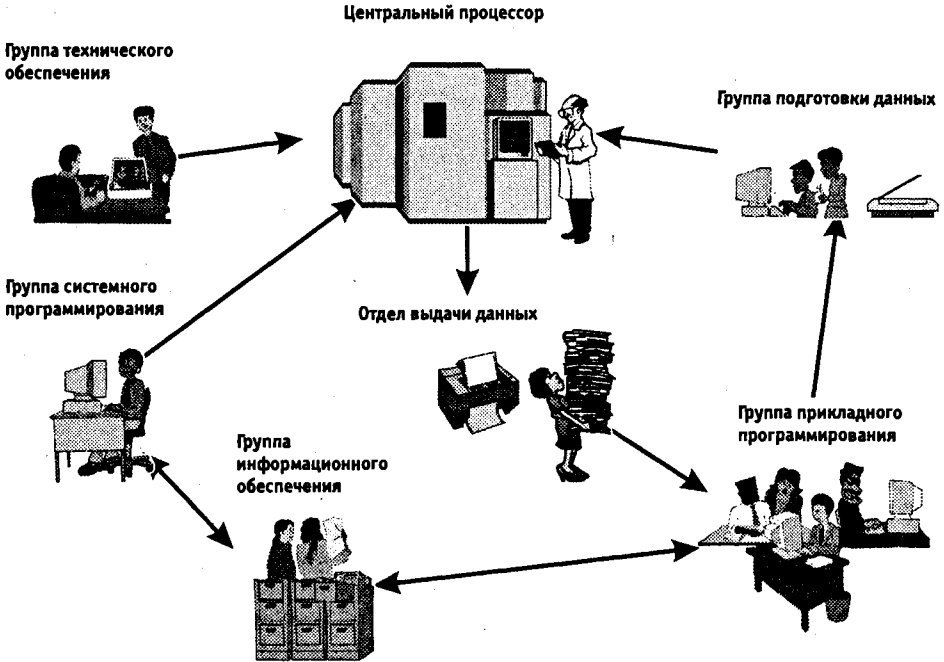 Центральный процессор
Группа технического
обеспечения
Группа подготовки данных
Группа системного
программирования
Отдел выдачи данных
Группа прикладного
программирования
Группа
информационного
обеспечения